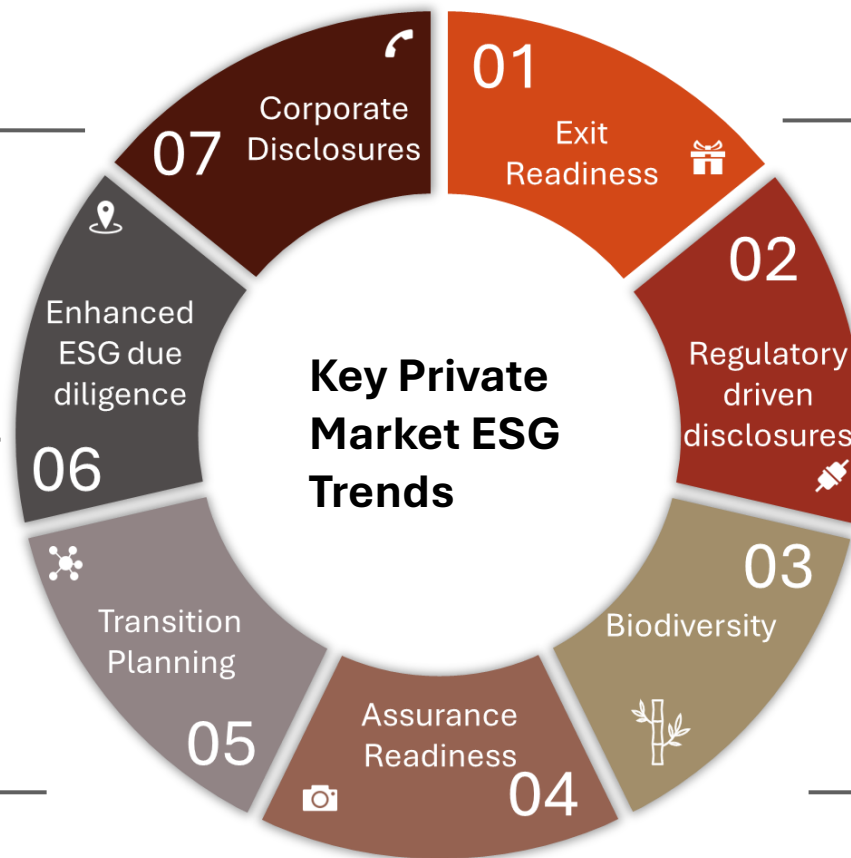 Key Private
Market ESG
Trends
01
Exit
Readiness
02
Regulatory
driven
disclosures
03
Biodiversity
Assurance
Readiness
04
Transition
Planning
05
Enhanced
ESG due
diligence
06
07
Corporate
Disclosures